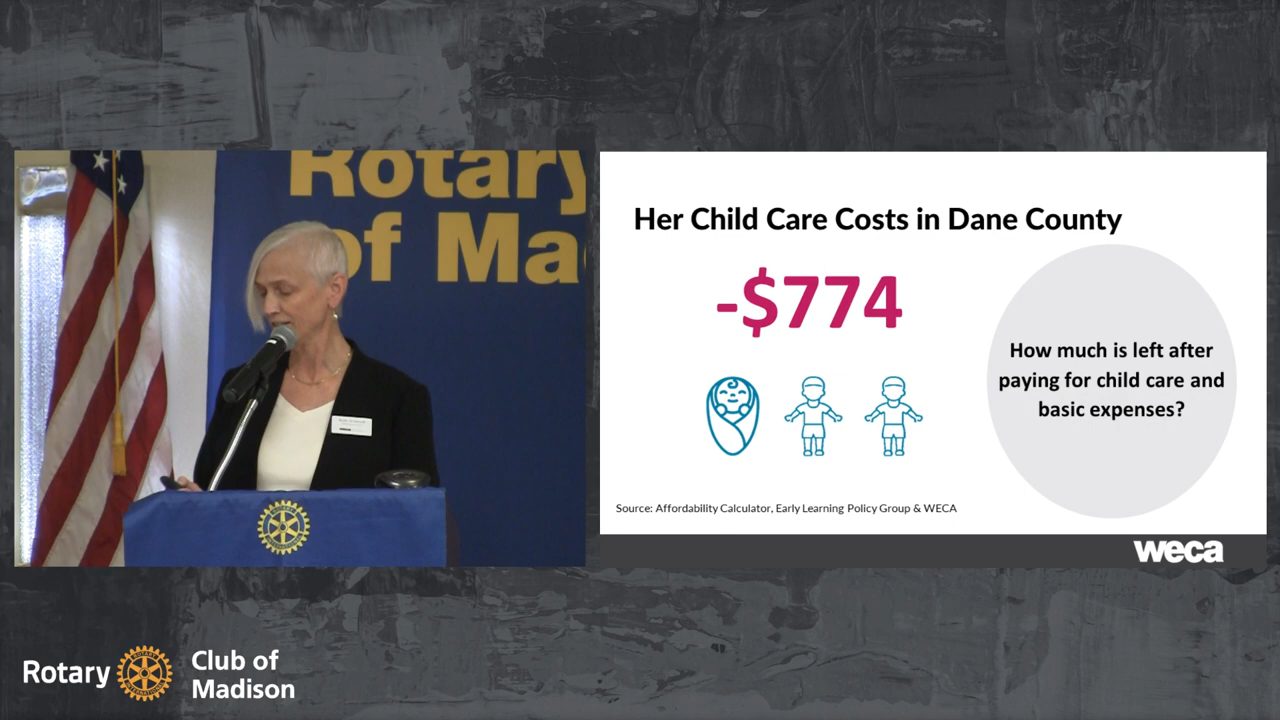 Rotary
of Ma
Her Child Care Costs in Dane County
-$774
How much is left after
paying for child care and
basic expenses?
Source: Affordability Calculator, Early Learning Policy Group & WECA
weca
Rotary
Club of
Madison